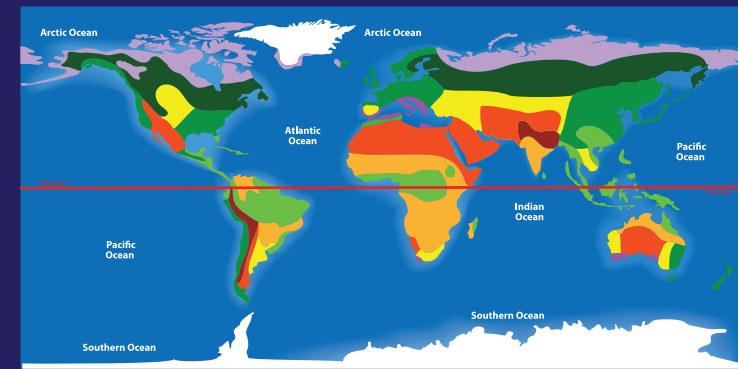 Arctic Ocean
Arctic Ocean
Atlantic
Ocean
Pacific
Ocean
Indian
Ocean
Pacific
Ocean
Southern Ocean
Southern Ocean